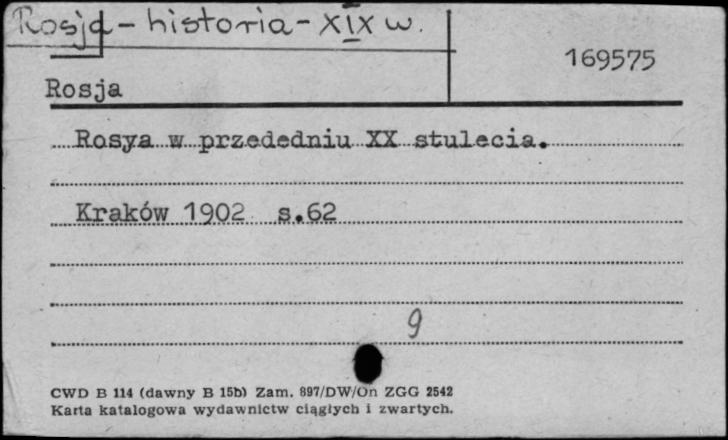 Rosja - historia - XIX w.
169575
Rosja
Rosya w przededniu XX stulecia.
Kraków 1902 s.62
9
CWD B 114 (dawny B 15b) Zam. 897/DW/On ZGG 2542
Karta katalogowa wydawnictw ciągłych i zwartych.